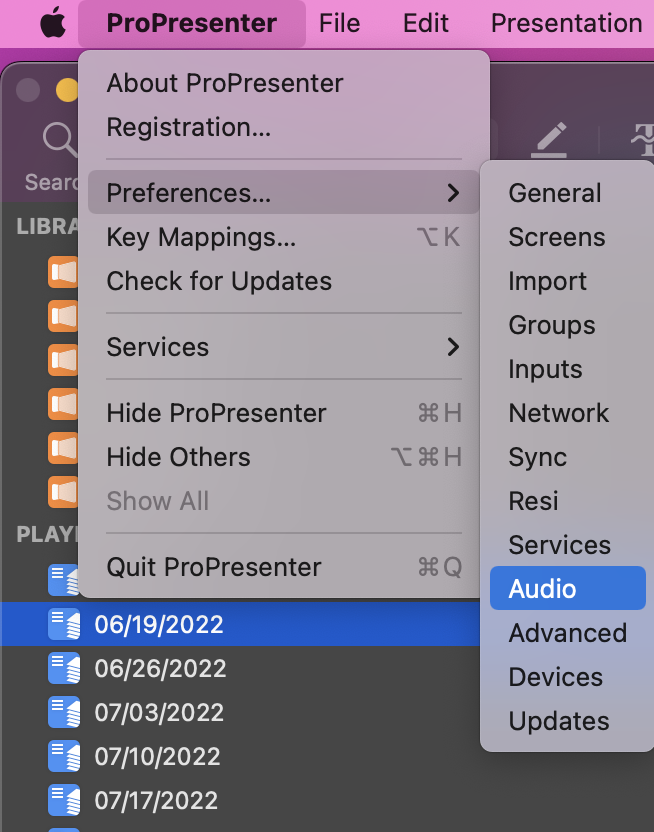 ProPresenter File Edit Presentation
About ProPresenter
Registration...
Preferences...
Key Mappings... ⌥K
Check for Updates
Services
Hide ProPresenter ⌘H
Hide Others ⌥⌘H
Show All
Quit ProPresenter ⌘Q
General
Screens
Import
Groups
Inputs
Network
Sync
Resi
Services
Audio
Advanced
Devices
Updates
Searc
LIBRA
PLAY
06/19/2022
06/26/2022
07/03/2022
07/10/2022
07/17/2022